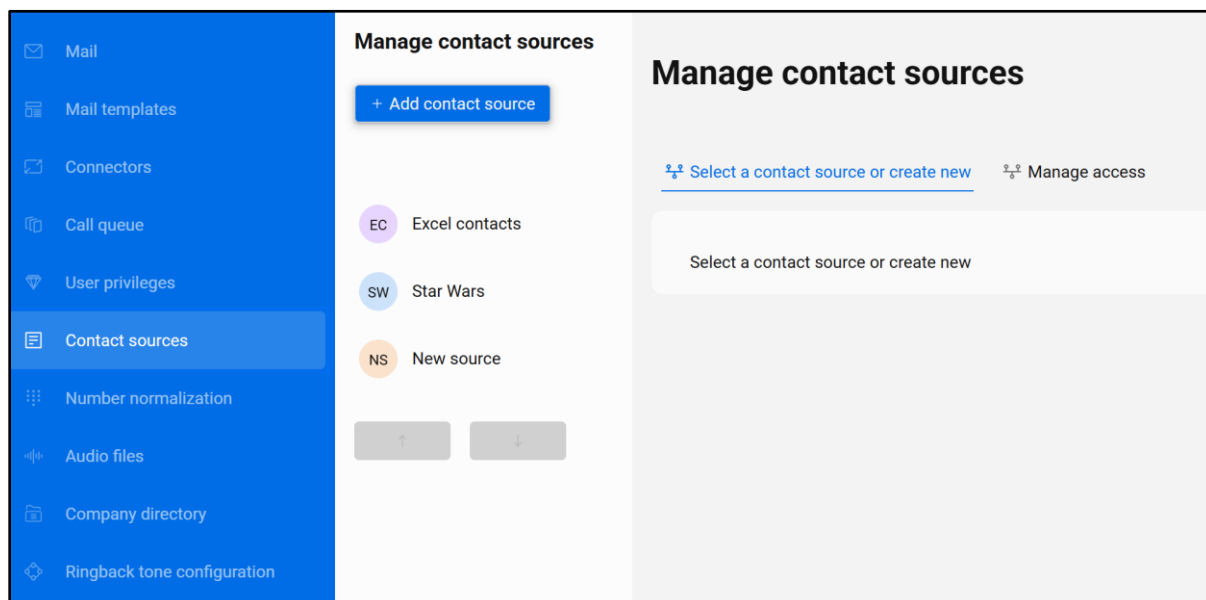 Mail
Mail templates
Connectors
Call queue
User privileges
Contact sources
Number normalization
Audio files
Company directory
Ringback tone configuration
Manage contact sources
+ Add contact source
EC Excel contacts
SW Star Wars
NS New source
↑ ↓
Manage contact sources
Select a contact source or create new Manage access
Select a contact source or create new